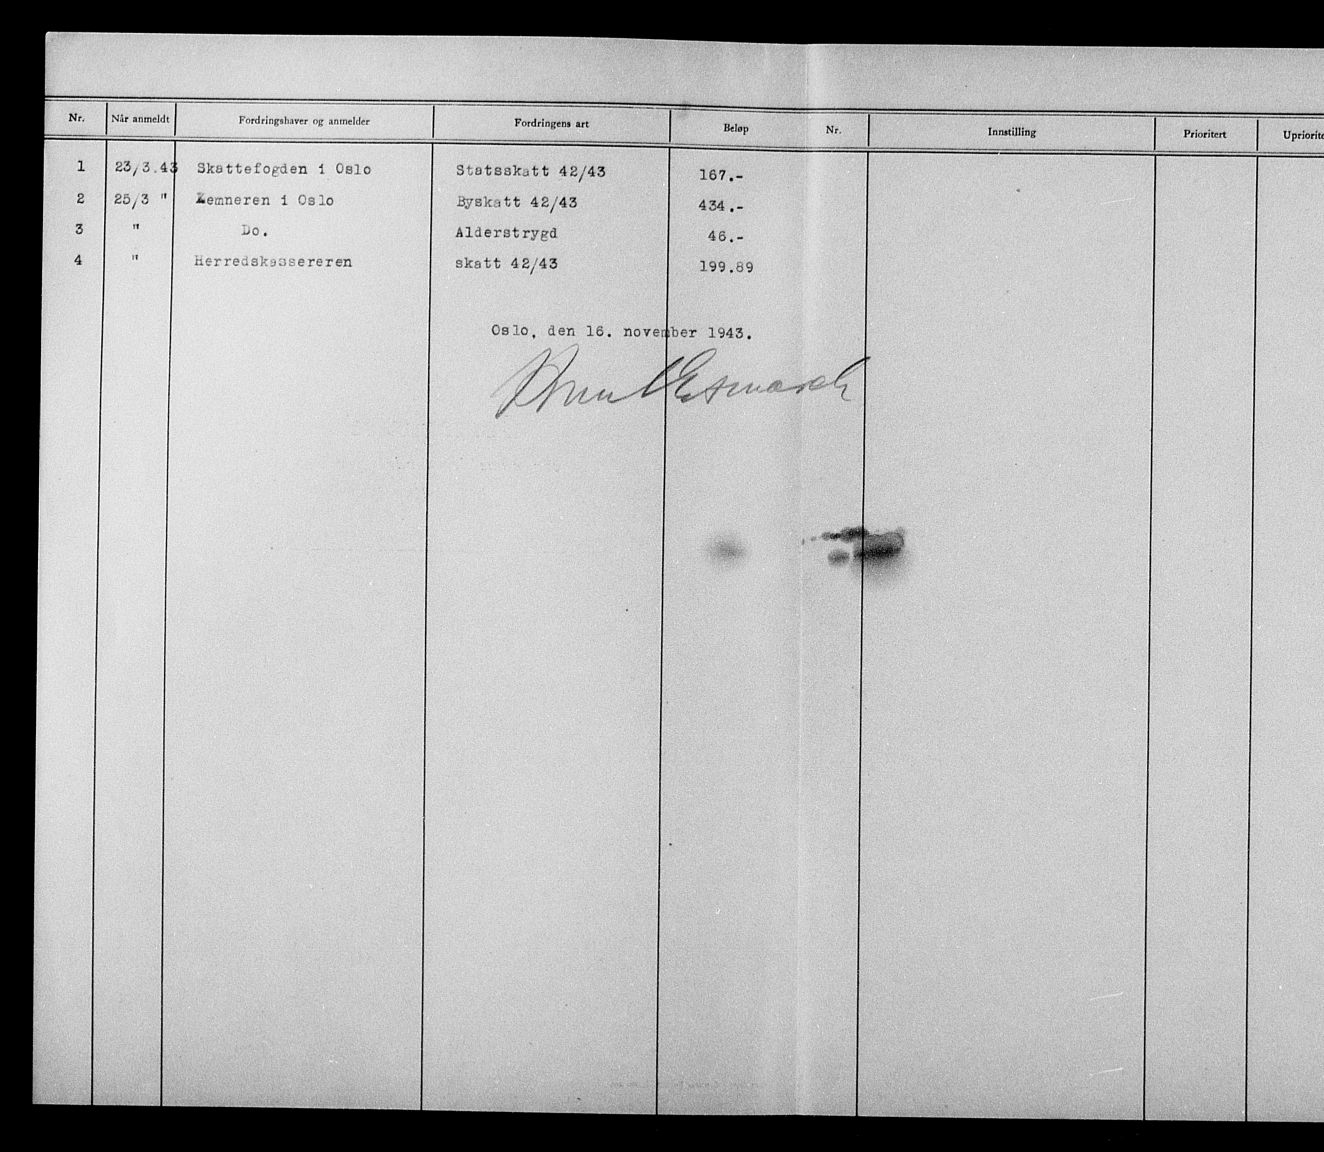 Nr. Når anmeldt Fordringshaver og anmelder Fordringens art Beløp Nr. Innstilling Prioritert Upriorite
1 23/3.43 Skattefogden i Oslo Statsskatt 42/43 167.-
2 25/3 " Kemneren i Oslo Byskatt 42/43 434.-
3 " Do. Alderstrygd 46.-
4 " Herredskassereren skatt 42/43 199.89
Oslo, den 16. november 1943.
Esmarch